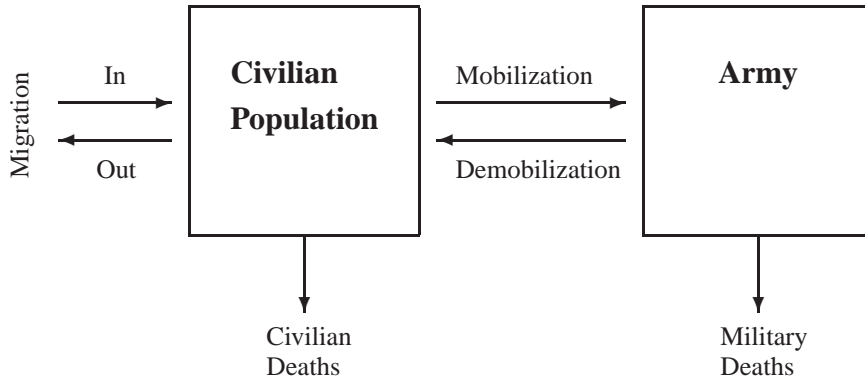 Migration
In
Out
Civilian
Population
Mobilization
Demobilization
Army
Civilian
Deaths
Military
Deaths